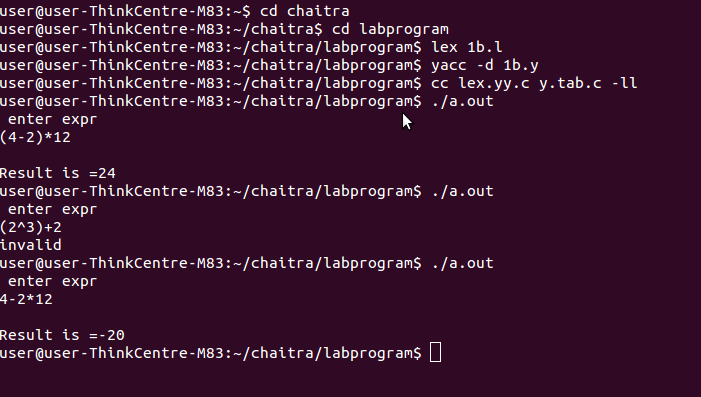 user@user-ThinkCentre-M83:~$ cd chaitra
user@user-ThinkCentre-M83:~/chaitra$ cd labprogram
user@user-ThinkCentre-M83:~/chaitra/labprogram$ lex 1b.l
user@user-ThinkCentre-M83:~/chaitra/labprogram$ yacc -d 1b.y
user@user-ThinkCentre-M83:~/chaitra/labprogram$ cc lex.yy.c y.tab.c -ll
user@user-ThinkCentre-M83:~/chaitra/labprogram$ ./a.out
 enter expr
(4-2)*12

Result is =24
user@user-ThinkCentre-M83:~/chaitra/labprogram$ ./a.out
 enter expr
(2^3)+2
invalid
user@user-ThinkCentre-M83:~/chaitra/labprogram$ ./a.out
 enter expr
4-2*12

Result is =-20
user@user-ThinkCentre-M83:~/chaitra/labprogram$